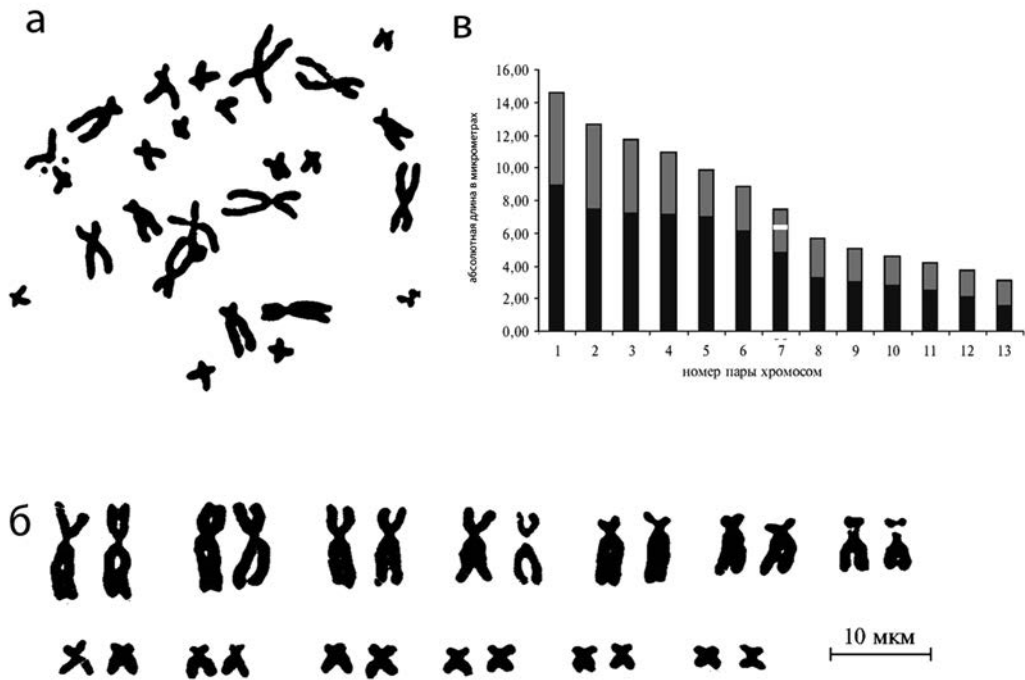 а
в
16,00
14,00
12,00
10,00
8,00
6,00
4,00
2,00
0,00
абсолютная длина в микрометрах
1 2 3 4 5 6 7 8 9 10 11 12 13
номер пары хромосом
б
10 мкм